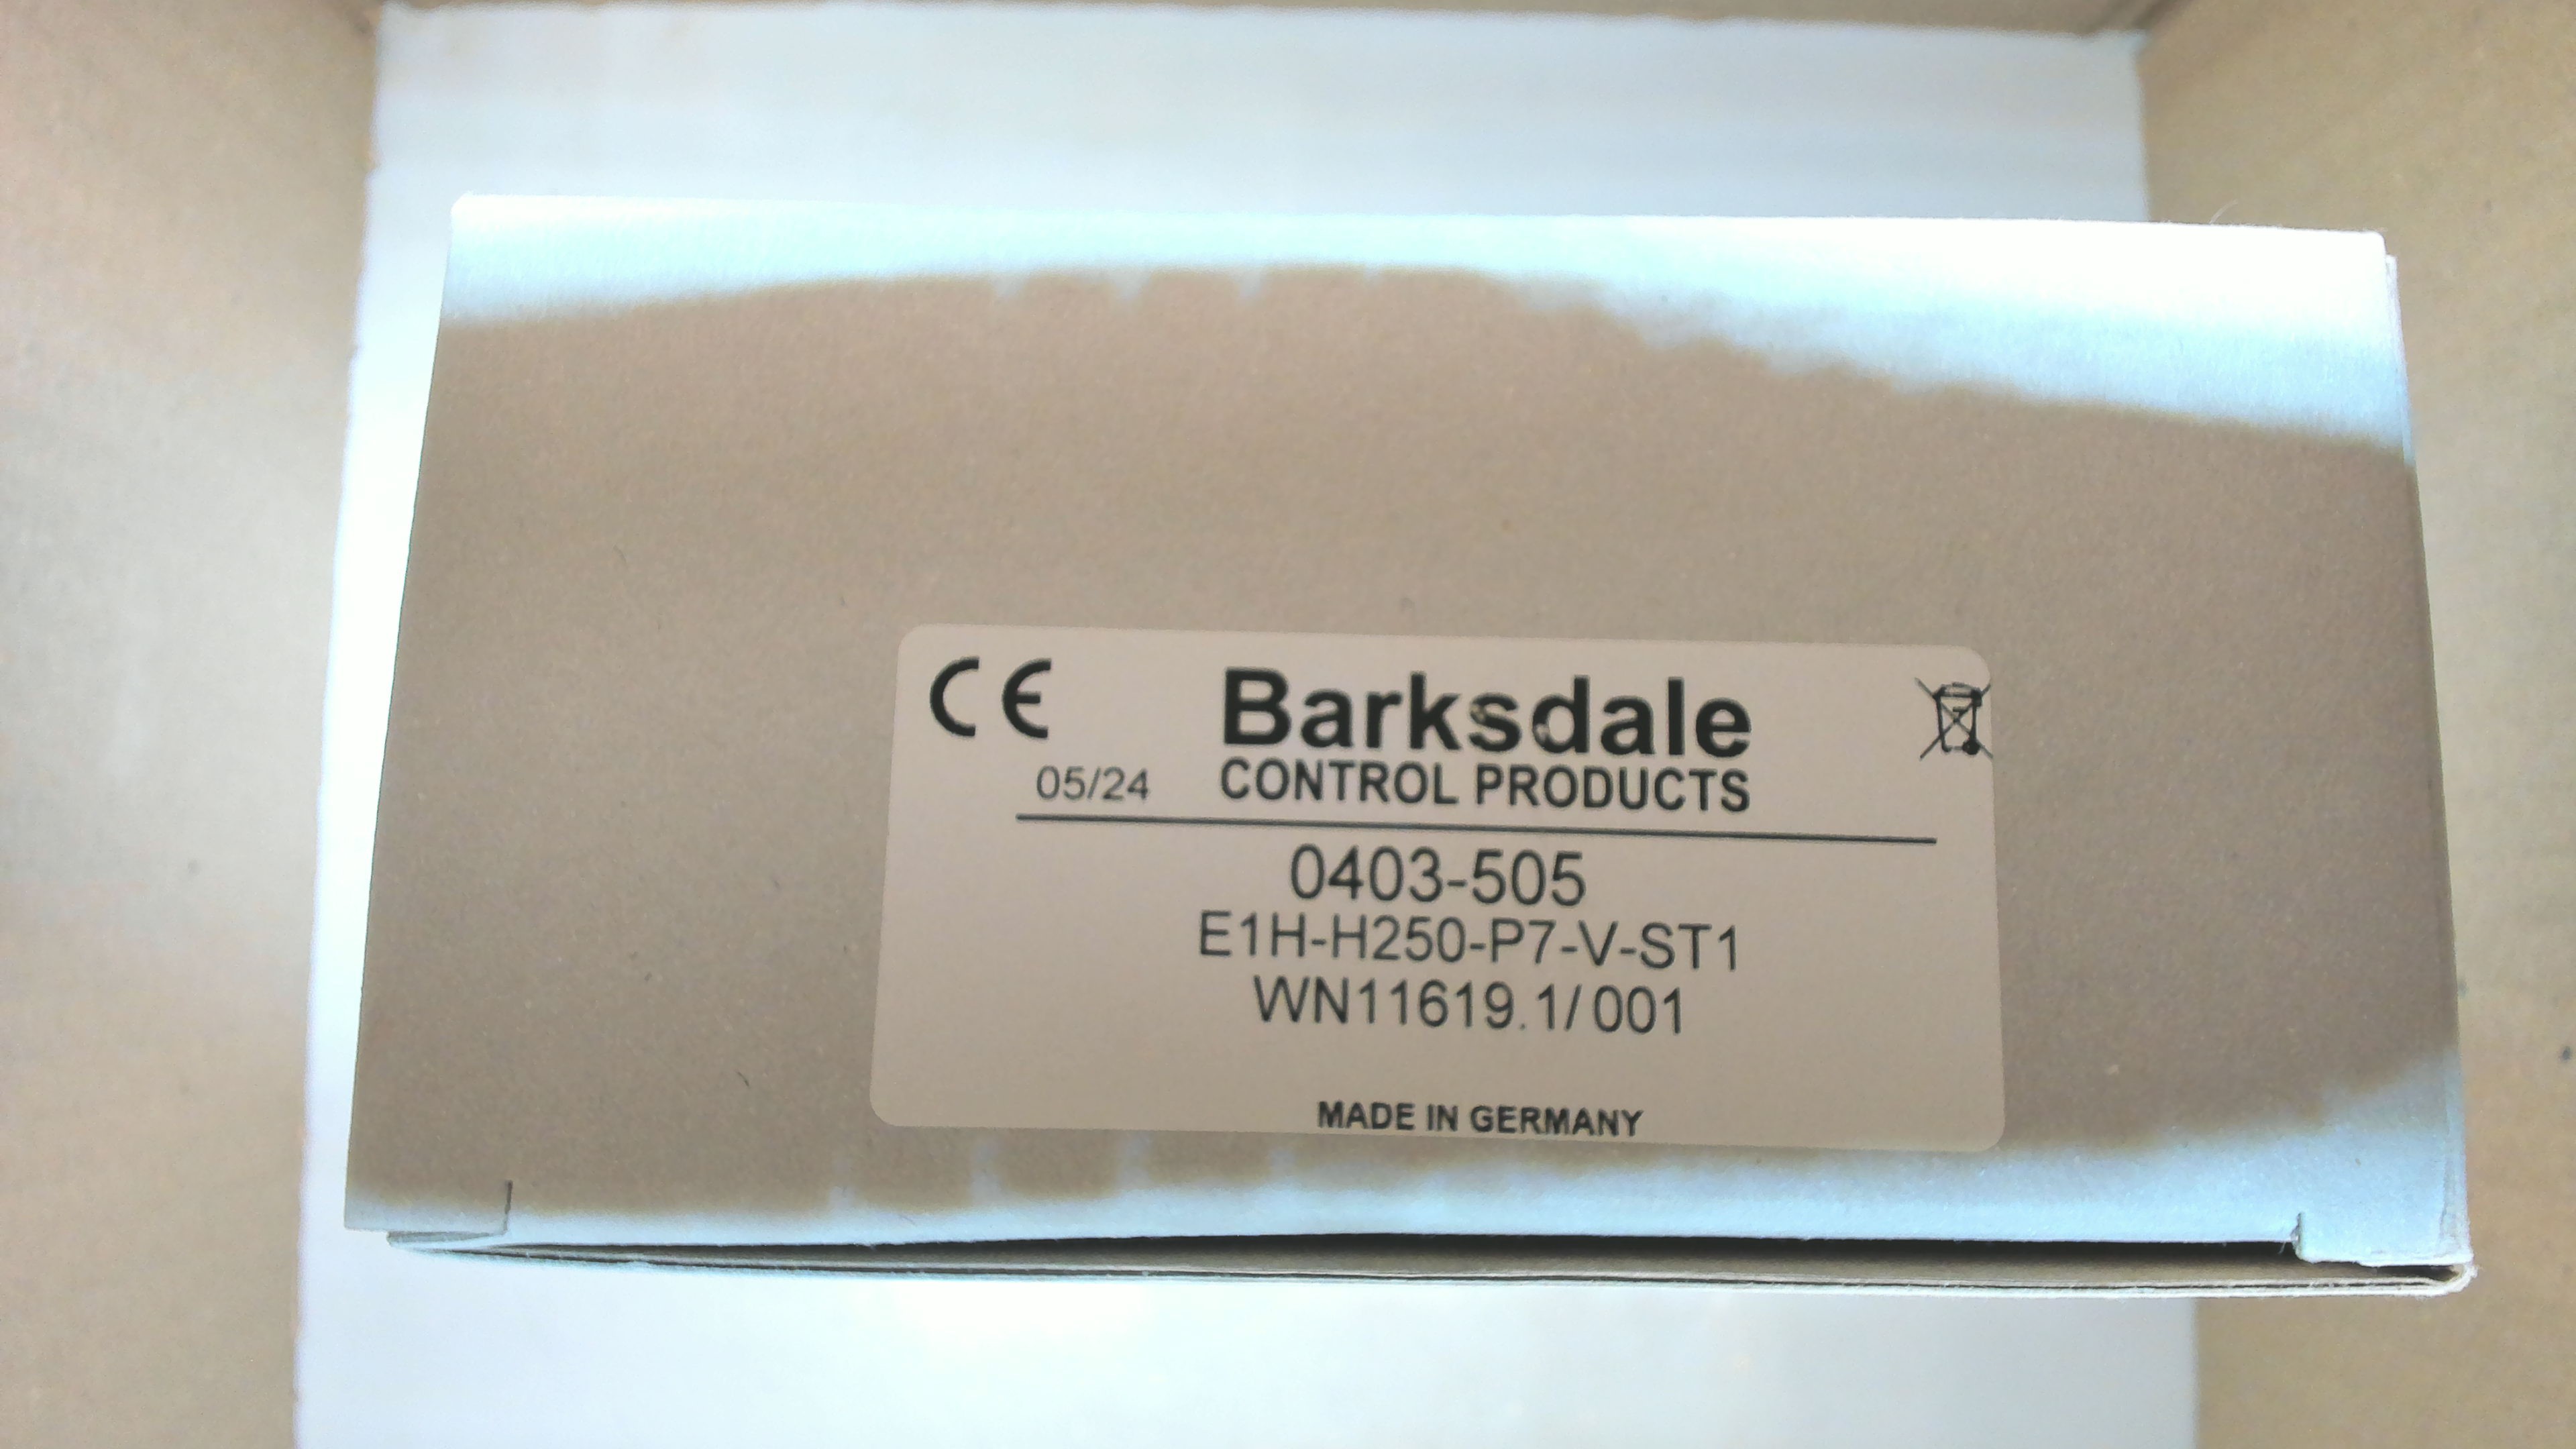 CE
Barksdale
05/24
CONTROL PRODUCTS
0403-505
E1H-H250-P7-V-ST1
WN11619.1/001
MADE IN GERMANY